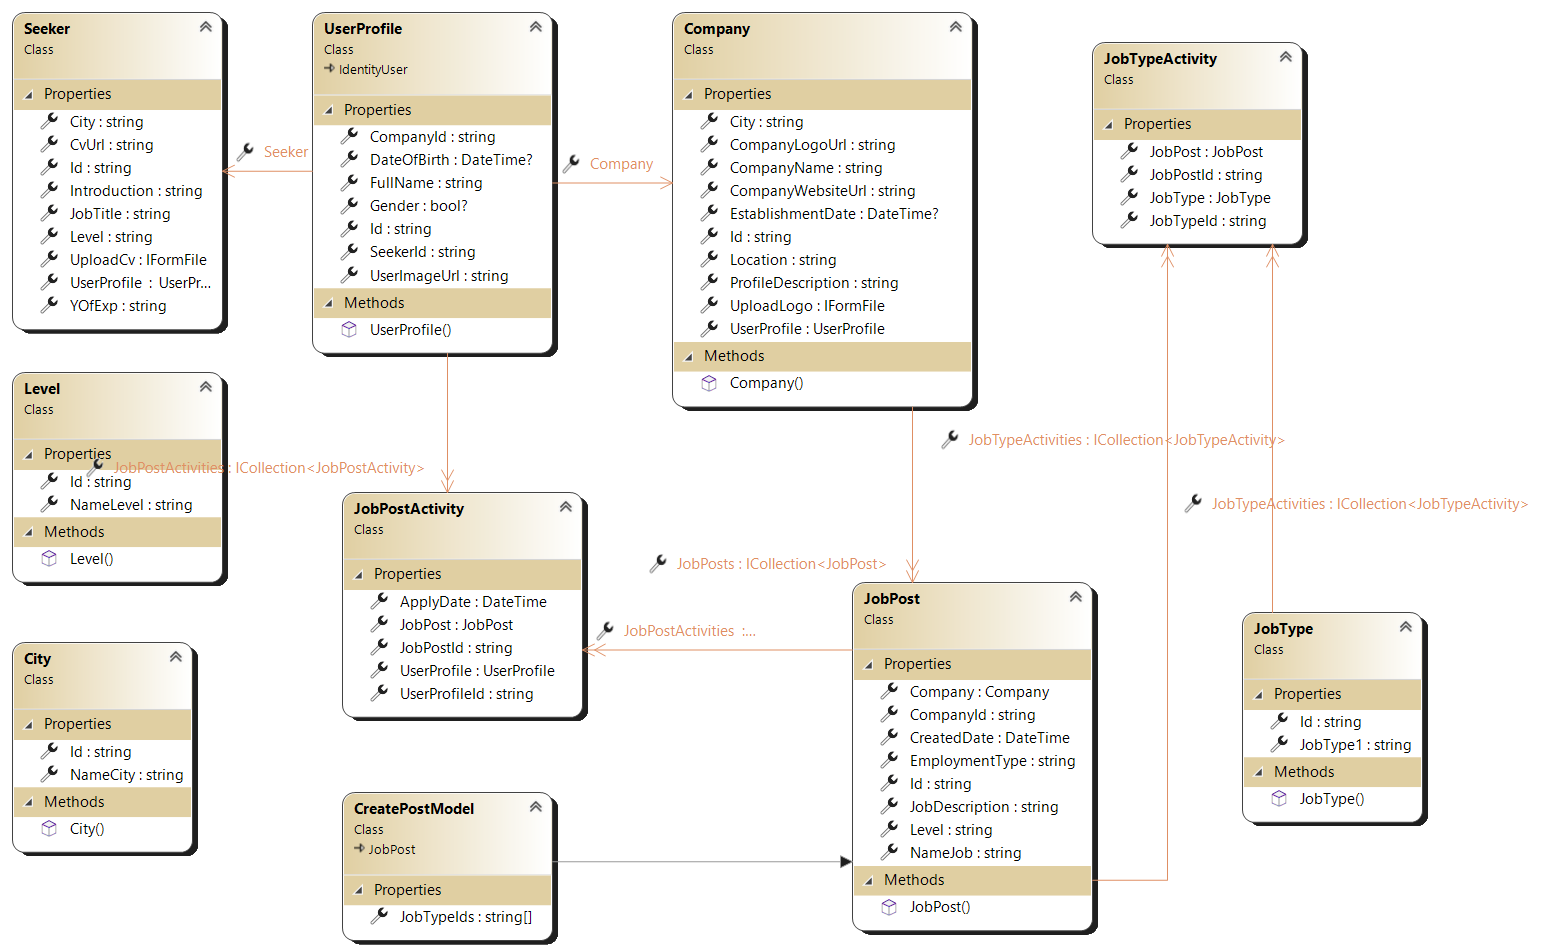 Seeker
Class
Properties
City : string
CvUrl : string
Id : string
Introduction : string
JobTitle : string
Level : string
UploadCv : IFormFile
UserProfile : UserPr...
YOfExp : string
Seeker
UserProfile
Class
IdentityUser
Properties
CompanyId : string
DateOfBirth : DateTime?
FullName : string
Gender : bool?
Id : string
SeekerId : string
UserImageUrl : string
Methods
UserProfile()
Company
Company
Class
Properties
City : string
CompanyLogoUrl : string
CompanyName : string
CompanyWebsiteUrl : string
EstablishmentDate : DateTime?
Id : string
Location : string
ProfileDescription : string
UploadLogo : IFormFile
UserProfile : UserProfile
Methods
Company()
JobTypeActivity
Class
Properties
JobPost : JobPost
JobPostId : string
JobType : JobType
JobTypeId : string
Level
Class
Properties
Id : string
NameLevel : string
Methods
Level()
JobPostActivities : ICollection<JobPostActivity>
JobTypeActivities : ICollection<JobTypeActivity>
JobTypeActivities : ICollection<JobTypeActivity>
JobPostActivity
Class
Properties
ApplyDate : DateTime
JobPost : JobPost
JobPostId : string
UserProfile : UserProfile
UserProfileId : string
JobPosts : ICollection<JobPost>
JobPostActivities :...
JobPost
Class
Properties
Company : Company
CompanyId : string
CreatedDate : DateTime
EmploymentType : string
Id : string
JobDescription : string
Level : string
NameJob : string
Methods
JobPost()
JobType
Class
Properties
Id : string
JobType1 : string
Methods
JobType()
City
Class
Properties
Id : string
NameCity : string
Methods
City()
CreatePostModel
Class
JobPost
Properties
JobTypeIds : string[]